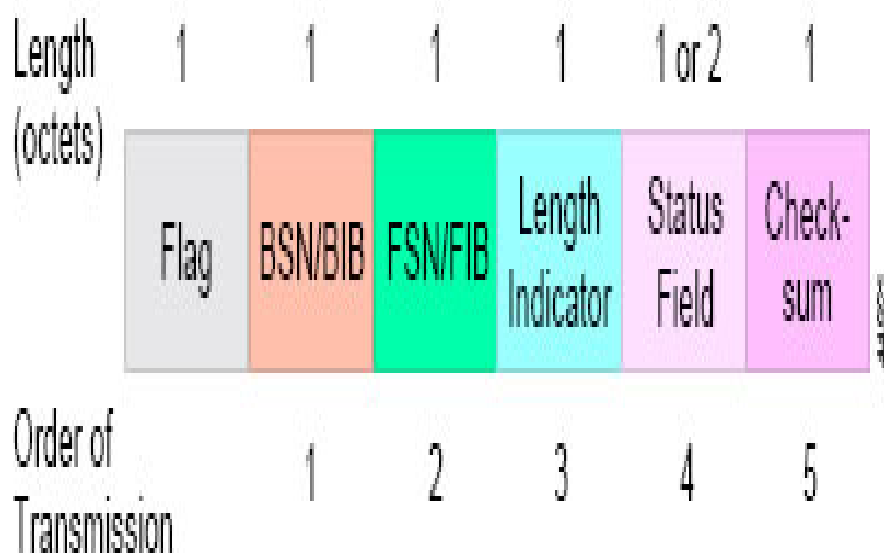 Length 1 1 1 1 1 or 2 1
(octets)
Flag BSN/BIB FSN/FIB Length Indicator Status Field Check-sum
Order of 1 2 3 4 5
Transmission